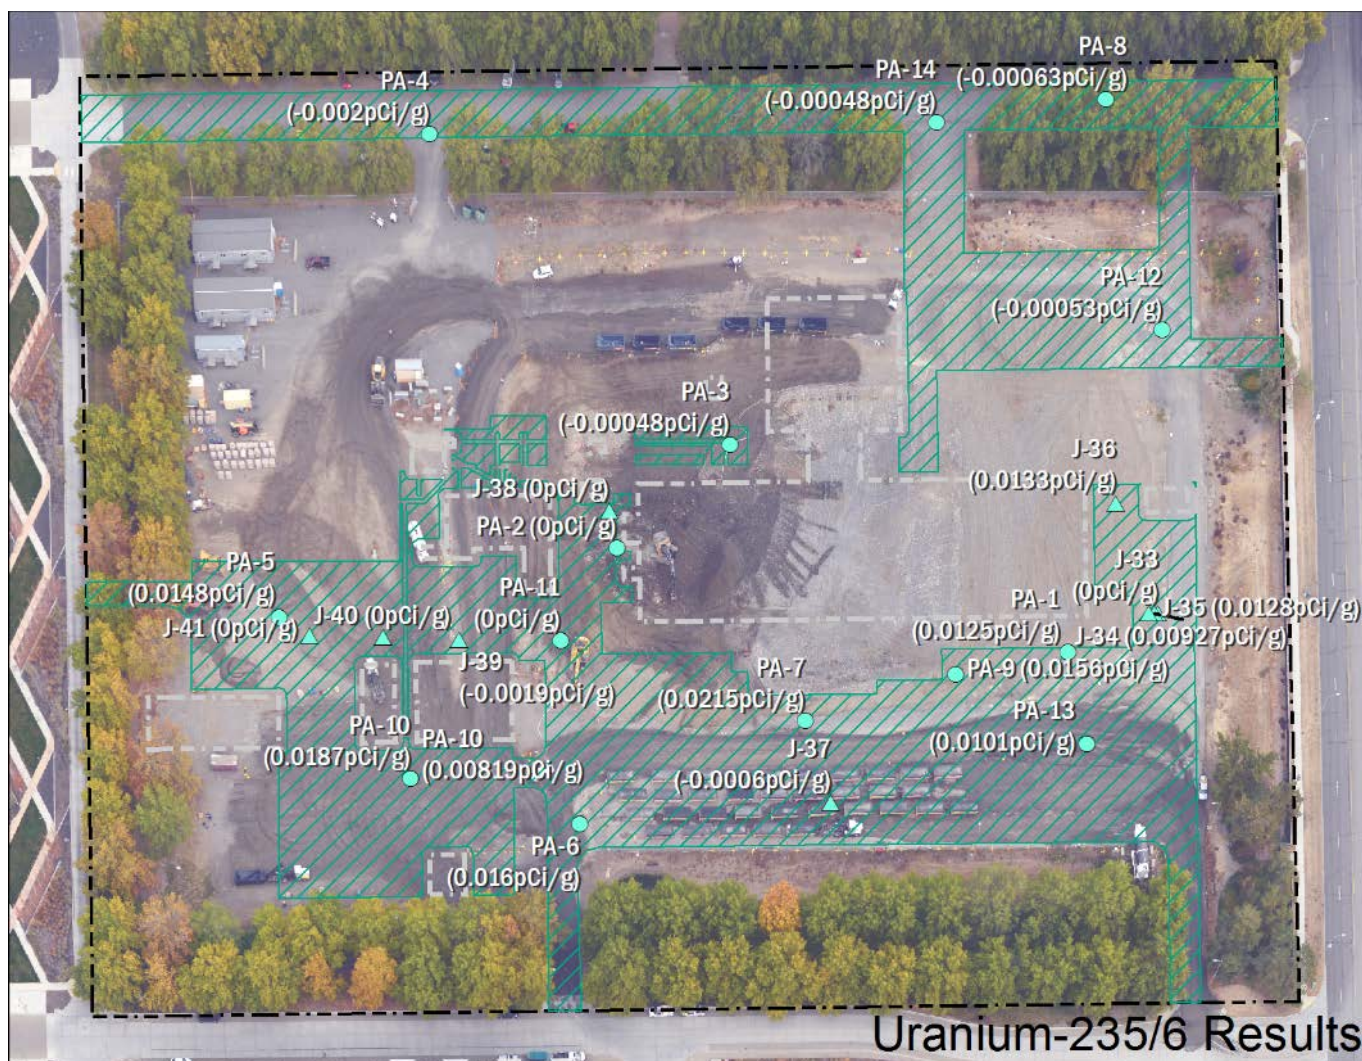 PA-4
(-0.002pCi/g)
PA-14
(-0.00048pCi/g)
PA-8
(-0.00063pCi/g)
PA-12
(-0.00053pCi/g)
PA-3
(-0.00048pCi/g)
J-36
(0.0133pCi/g)
J-38 (0pCi/g)
PA-2 (0pCi/g)
PA-5
(0.0148pCi/g)
J-41 (0pCi/g)
J-40 (0pCi/g)
PA-11
(0pCi/g)
J-39
(-0.0019pCi/g)
J-33
(0pCi/g)
J-35 (0.0128pCi/g)
PA-1
(0.0125pCi/g)
J-34 (0.00927pCi/g)
PA-9 (0.0156pCi/g)
PA-7
(0.0215pCi/g)
PA-13
(0.0101pCi/g)
PA-10
(0.0187pCi/g)
PA-10
(0.00819pCi/g)
J-37
(-0.0006pCi/g)
PA-6
(0.016pCi/g)
Uranium-235/6 Results